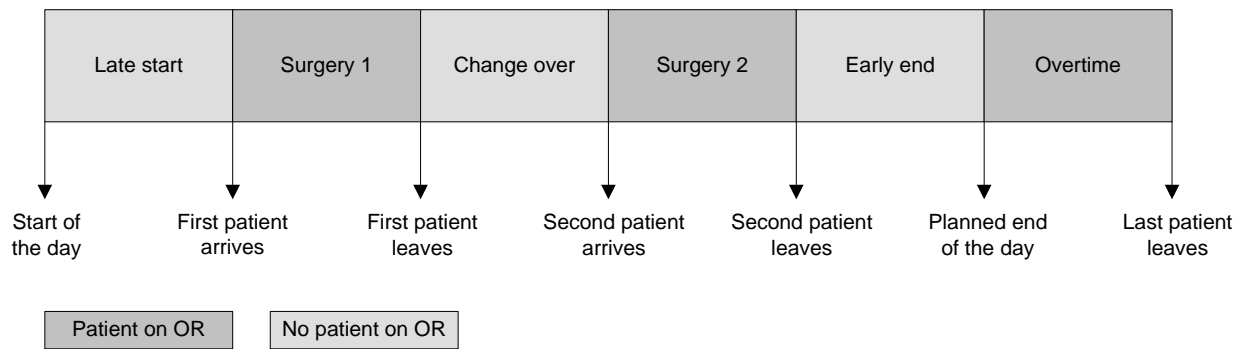 Late start
Surgery 1
Change over
Surgery 2
Early end
Overtime
Start of
the day
First patient
arrives
First patient
leaves
Second patient
arrives
Second patient
leaves
Planned end
of the day
Last patient
leaves
Patient on OR
No patient on OR